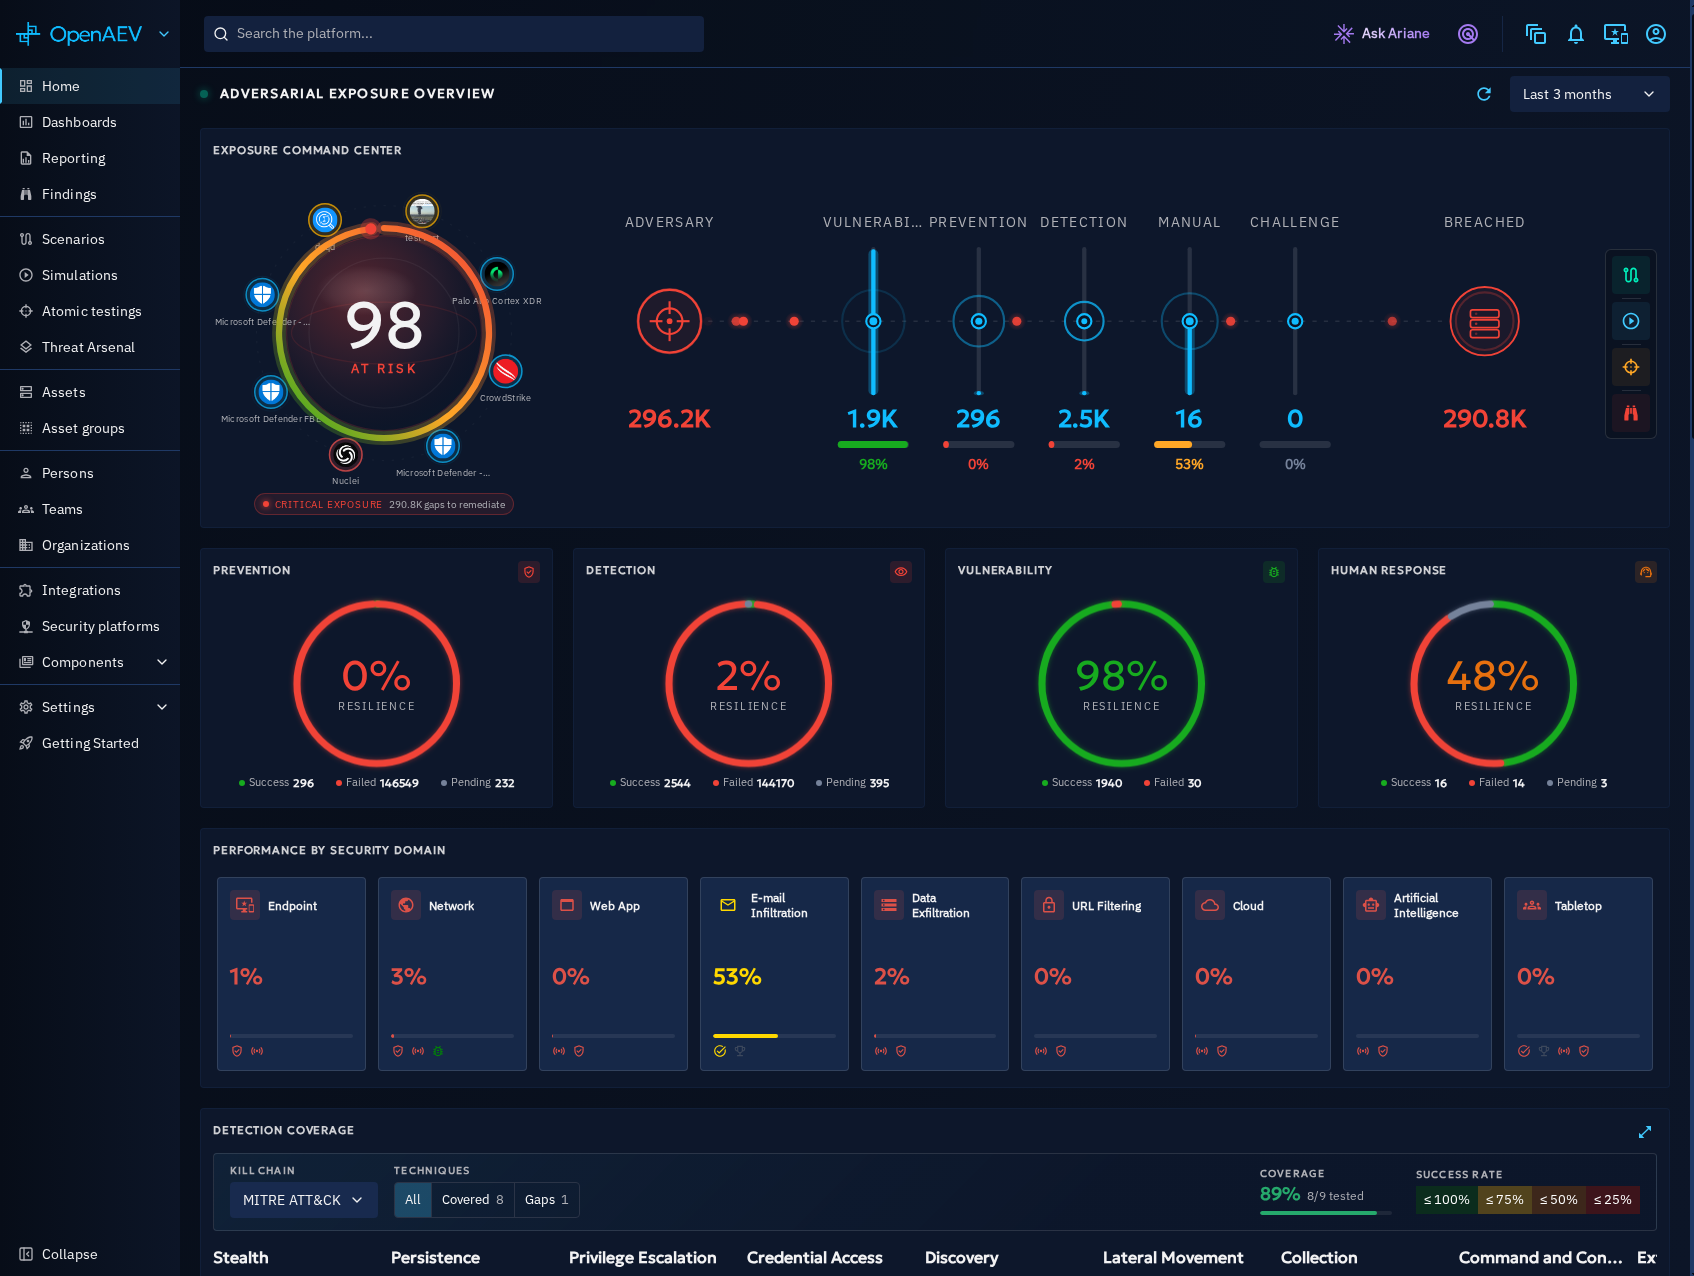 OpenAEV
Search the platform...
Ask Ariane
Home
Dashboards
Reporting
Findings
Scenarios
Simulations
Atomic testings
Threat Arsenal
Assets
Asset groups
Persons
Teams
Organizations
Integrations
Security platforms
Components
Settings
Getting Started
Collapse
ADVERSARIAL EXPOSURE OVERVIEW
Last 3 months
EXPOSURE COMMAND CENTER
Palo Alto Cortex XDR
Microsoft Defender - ...
CrowdStrike
Microsoft Defender FBE
Microsoft Defender - ...
Nuclei
98
AT RISK
CRITICAL EXPOSURE 290.8K gaps to remediate
ADVERSARY VULNERABI... PREVENTION DETECTION MANUAL CHALLENGE BREACHED
296.2K 1.9K 296 2.5K 16 0 290.8K
98% 0% 2% 53% 0%
PREVENTION
0%
RESILIENCE
Success 296 Failed 146549 Pending 232
DETECTION
2%
RESILIENCE
Success 2544 Failed 144170 Pending 395
VULNERABILITY
98%
RESILIENCE
Success 1940 Failed 30
HUMAN RESPONSE
48%
RESILIENCE
Success 16 Failed 14 Pending 3
PERFORMANCE BY SECURITY DOMAIN
Endpoint
1%
Network
3%
Web App
0%
E-mail
Infiltration
53%
Data
Exfiltration
2%
URL Filtering
0%
Cloud
0%
Artificial
Intelligence
0%
Tabletop
0%
DETECTION COVERAGE
KILL CHAIN
MITRE ATT&CK
TECHNIQUES
All Covered 8 Gaps 1
COVERAGE
89% 8/9 tested
SUCCESS RATE
≤100% ≤75% ≤50% ≤25%
Stealth Persistence Privilege Escalation Credential Access Discovery Lateral Movement Collection Command and Con... Ex